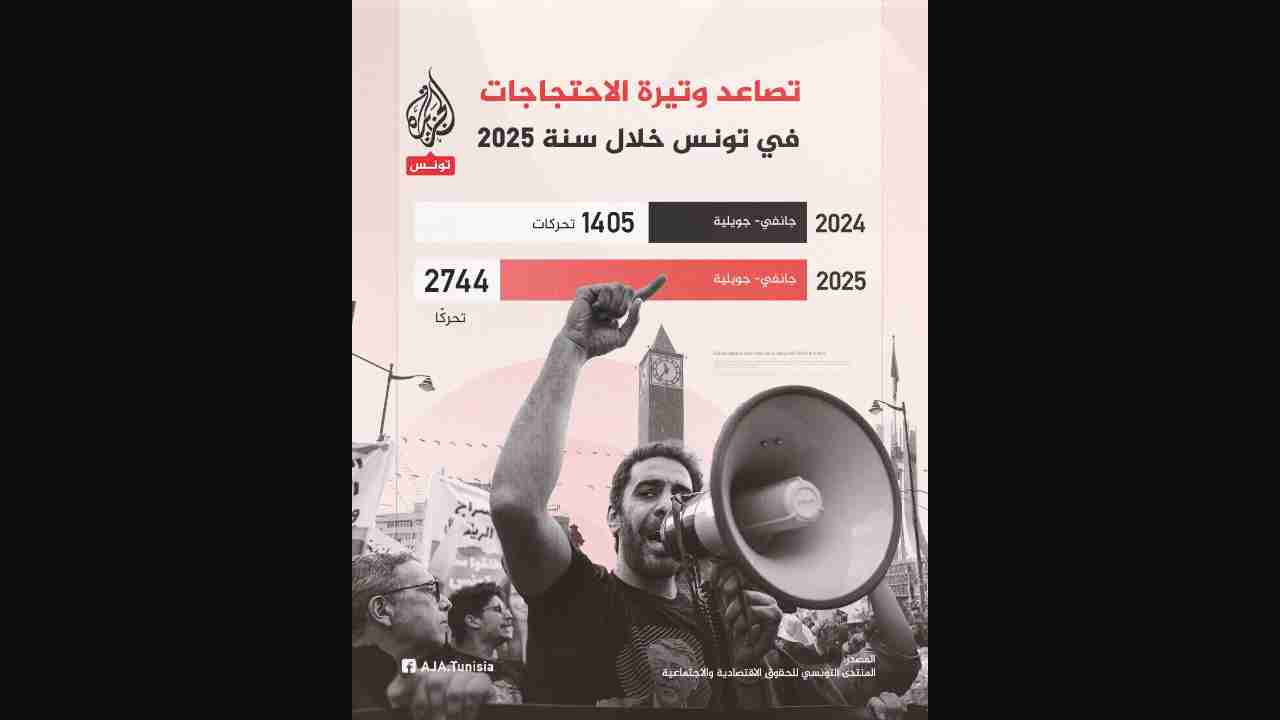 تصاعد وتيرة الاحتجاجات
في تونس خلال سنة 2025
الجزيرة
تونس
2024 جانفي- جويلية 1405 تحركات
2025 جانفي- جويلية 2744
تحركًا
المصدر:
المنتدى التونسي للحقوق الاقتصادية والاجتماعية
AJA.Tunisia